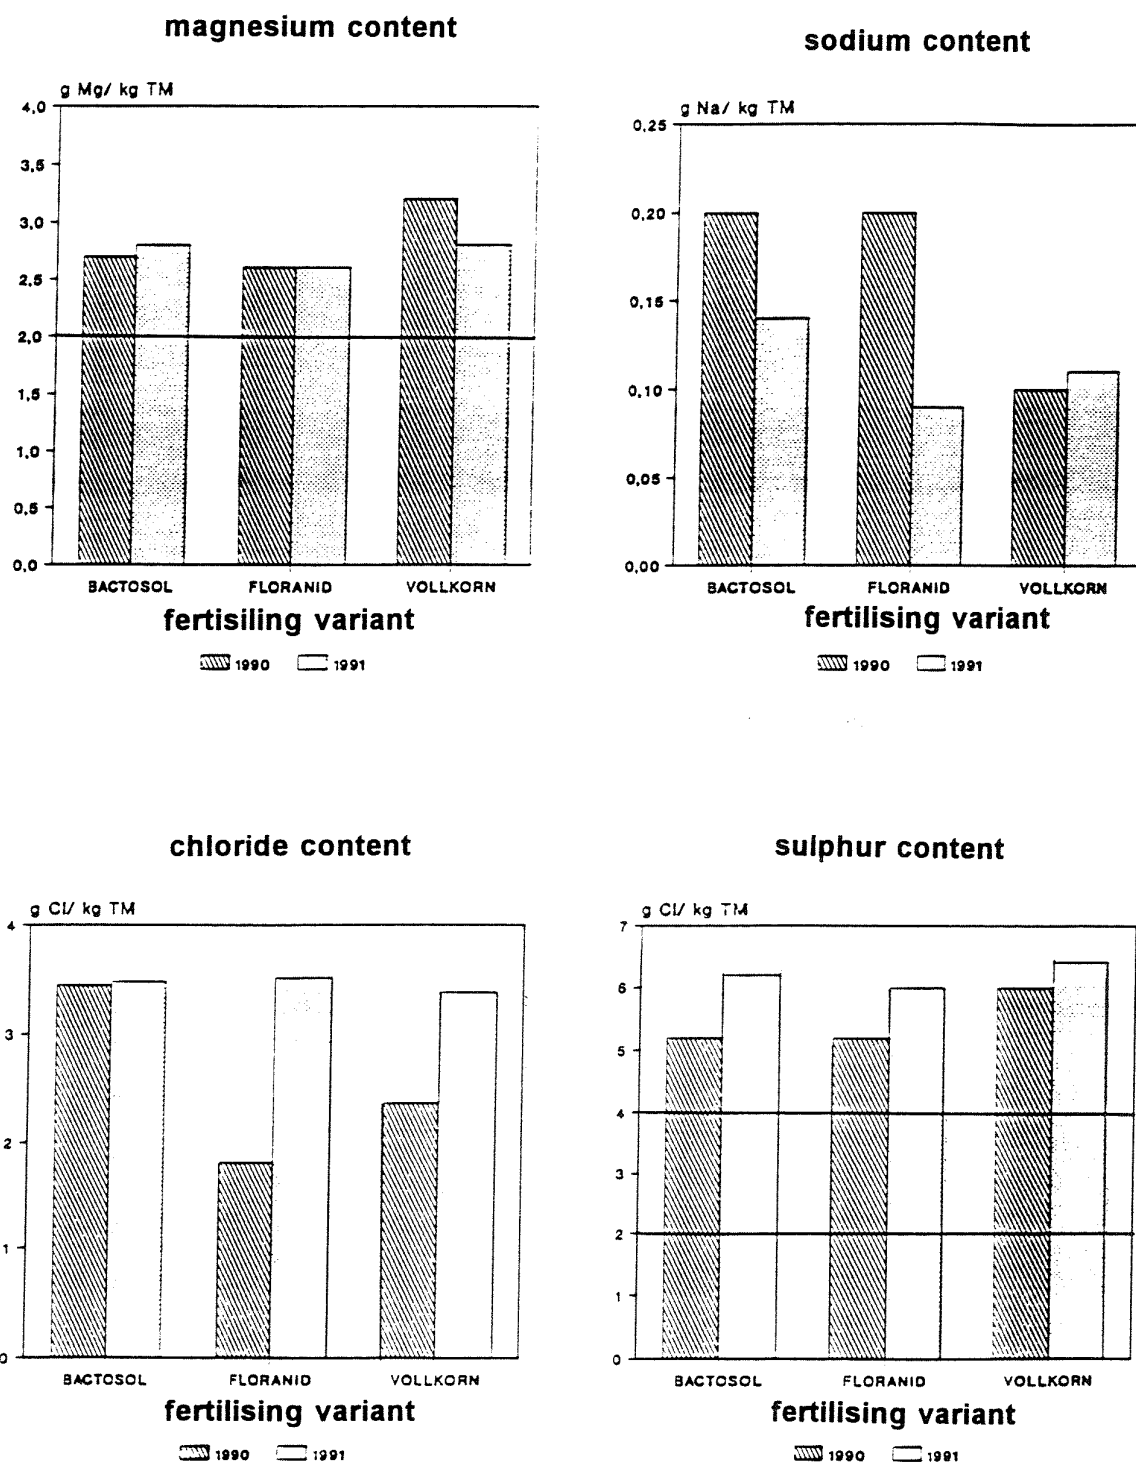 magnesium content
g Mg/ kg TM
4,0
3,5
3,0
2,5
2,0
1,5
1,0
0,5
0,0
BACTOSOL FLORANID VOLLKORN
fertisiling variant
1990 1991
sodium content
g Na/ kg TM
0,25
0,20
0,15
0,10
0,05
0,00
BACTOSOL FLORANID VOLLKORN
fertilising variant
1990 1991
chloride content
g Cl/ kg TM
4
3
2
1
0
BACTOSOL FLORANID VOLLKORN
fertilising variant
1990 1991
sulphur content
g Cl/ kg TM
7
6
5
4
3
2
1
0
BACTOSOL FLORANID VOLLKORN
fertilising variant
1990 1991